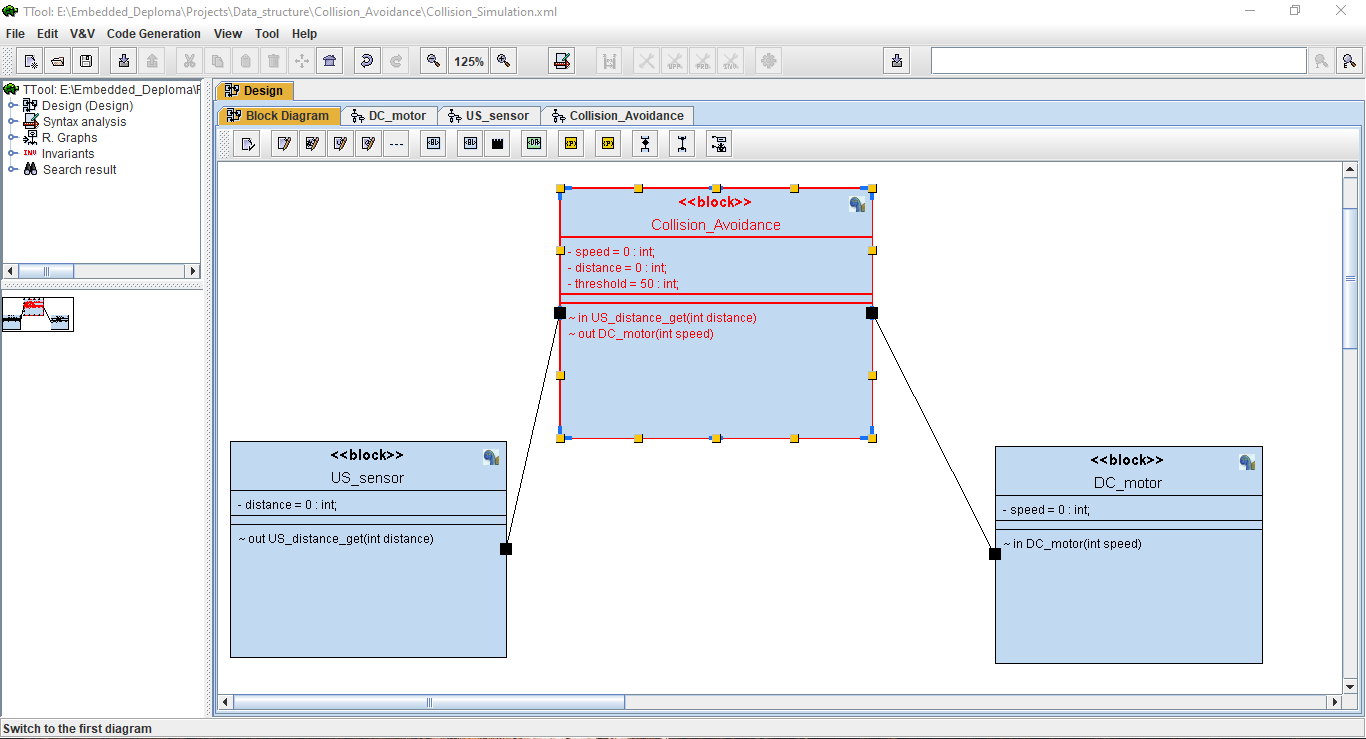 TTool: E:\Embedded_Deploma\Projects\Data_structure\Collision_Avoidance\Collision_Simulation.xml
File Edit V&V Code Generation View Tool Help
125%
TTool: E:\Embedded_Deploma\F
Design (Design)
Syntax analysis
R. Graphs
INV Invariants
Search result
Design
Block Diagram DC_motor US_sensor Collision_Avoidance
<<block>>
Collision_Avoidance
- speed = 0 : int;
- distance = 0 : int;
- threshold = 50 : int;
~ in US_distance_get(int distance)
~ out DC_motor(int speed)
<<block>>
US_sensor
- distance = 0 : int;
~ out US_distance_get(int distance)
<<block>>
DC_motor
- speed = 0 : int;
~ in DC_motor(int speed)
Switch to the first diagram